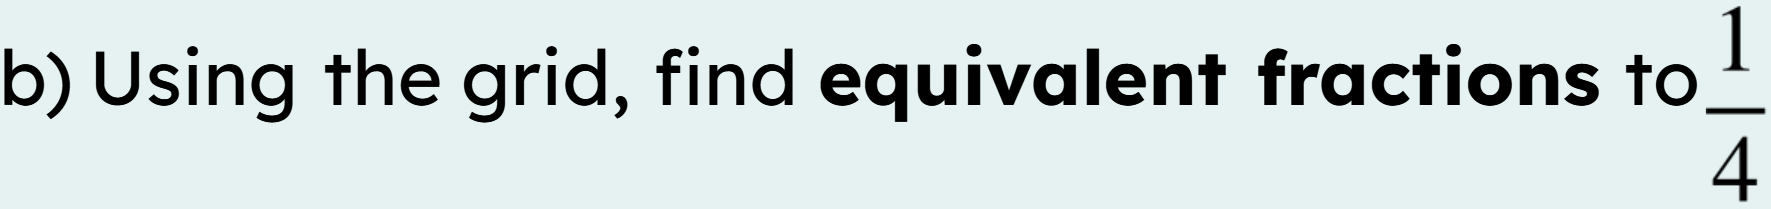 b) Using the grid, find equivalent fractions to 1/4